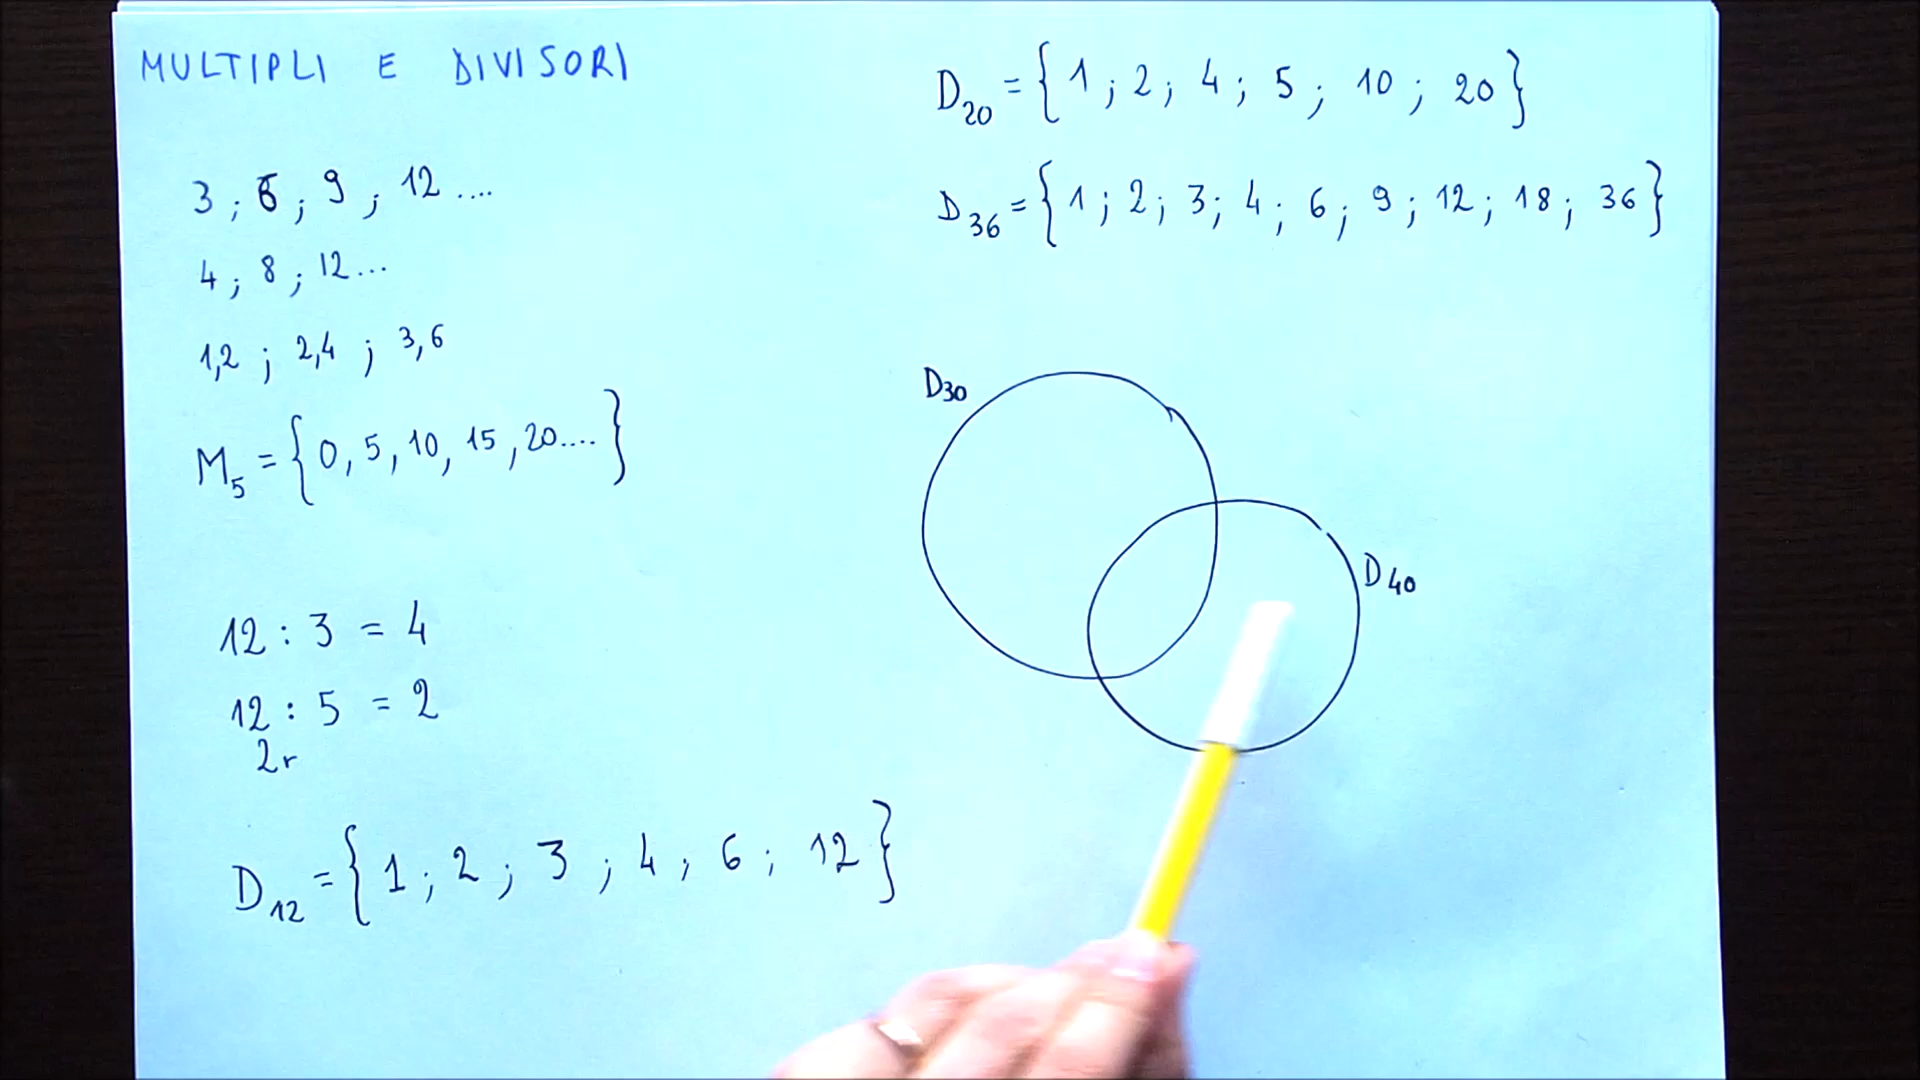 MULTIPLI E DIVISORI
3 ; 6 ; 9 ; 12 ....
4 ; 8 ; 12 ...
1,2 ; 2,4 ; 3,6
M5 = { 0, 5, 10, 15, 20.... }
12 : 3 = 4
12 : 5 = 2
2r
D12 = { 1 ; 2 ; 3 ; 4 ; 6 ; 12 }
D20 = { 1 ; 2 ; 4 ; 5 ; 10 ; 20 }
D36 = { 1 ; 2 ; 3 ; 4 ; 6 ; 9 ; 12 ; 18 ; 36 }
D30
D40